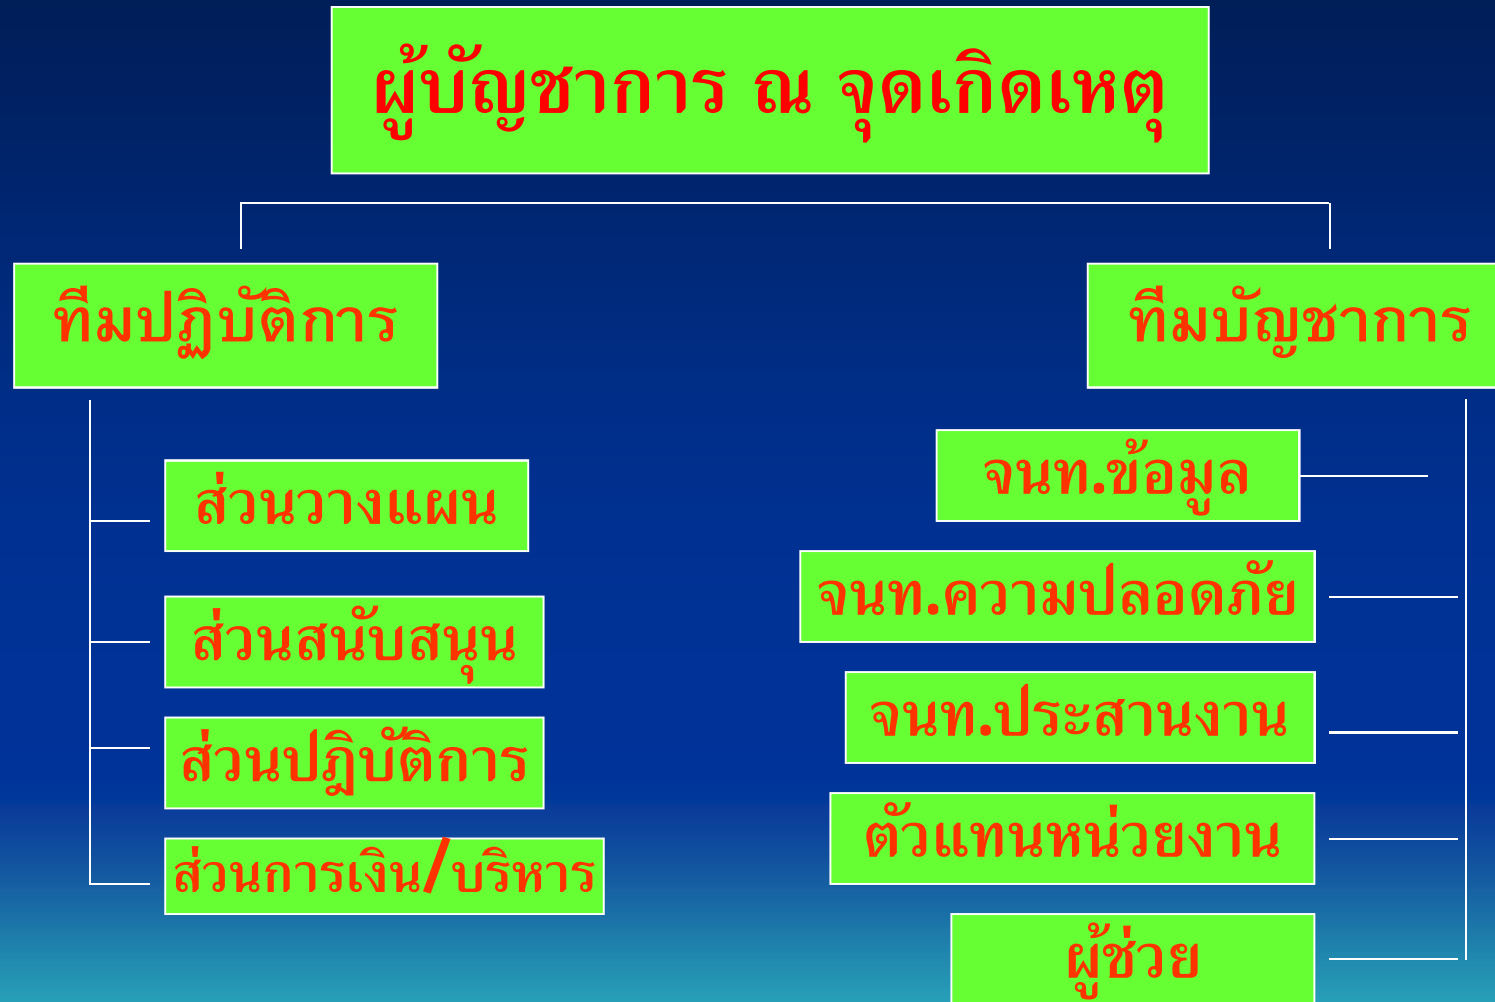 ผู้บัญชาการ ณ จุดเกิดเหตุ
ทีมปฏิบัติการ
ทีมบัญชาการ
ส่วนวางแผน
ส่วนสนับสนุน
ส่วนปฎิบัติการ
ส่วนการเงิน/บริหาร
จนท.ข้อมูล
จนท.ความปลอดภัย
จนท.ประสานงาน
ตัวแทนหน่วยงาน
ผู้ช่วย